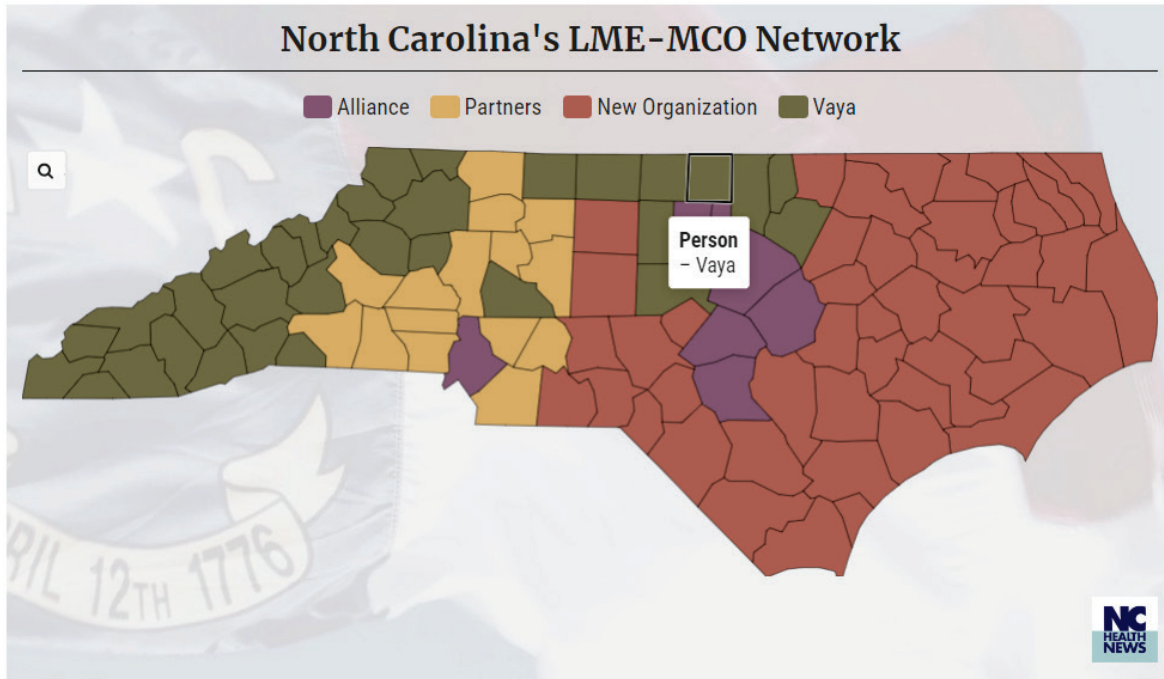 North Carolina's LME-MCO Network
Alliance Partners New Organization Vaya
Person
– Vaya
RIL 12TH 1776
NC
HEALTH
NEWS